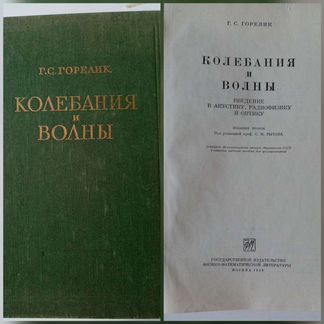 Г.С.ГОРЕЛИК
КОЛЕБАНИЯ
И
ВОЛНЫ
Г. С. ГОРЕЛИК
КОЛЕБАНИЯ
И
ВОЛНЫ
ВВЕДЕНИЕ
В АКУСТИКУ, РАДИОФИЗИКУ
И ОПТИКУ
ИЗДАНИЕ ВТОРОЕ
Под редакцией проф. С. М. РЫТОВА
ГОСУДАРСТВЕННОЕ ИЗДАТЕЛЬСТВО
ФИЗИКО-МАТЕМАТИЧЕСКОЙ ЛИТЕРАТУРЫ
МОСКВА 1959